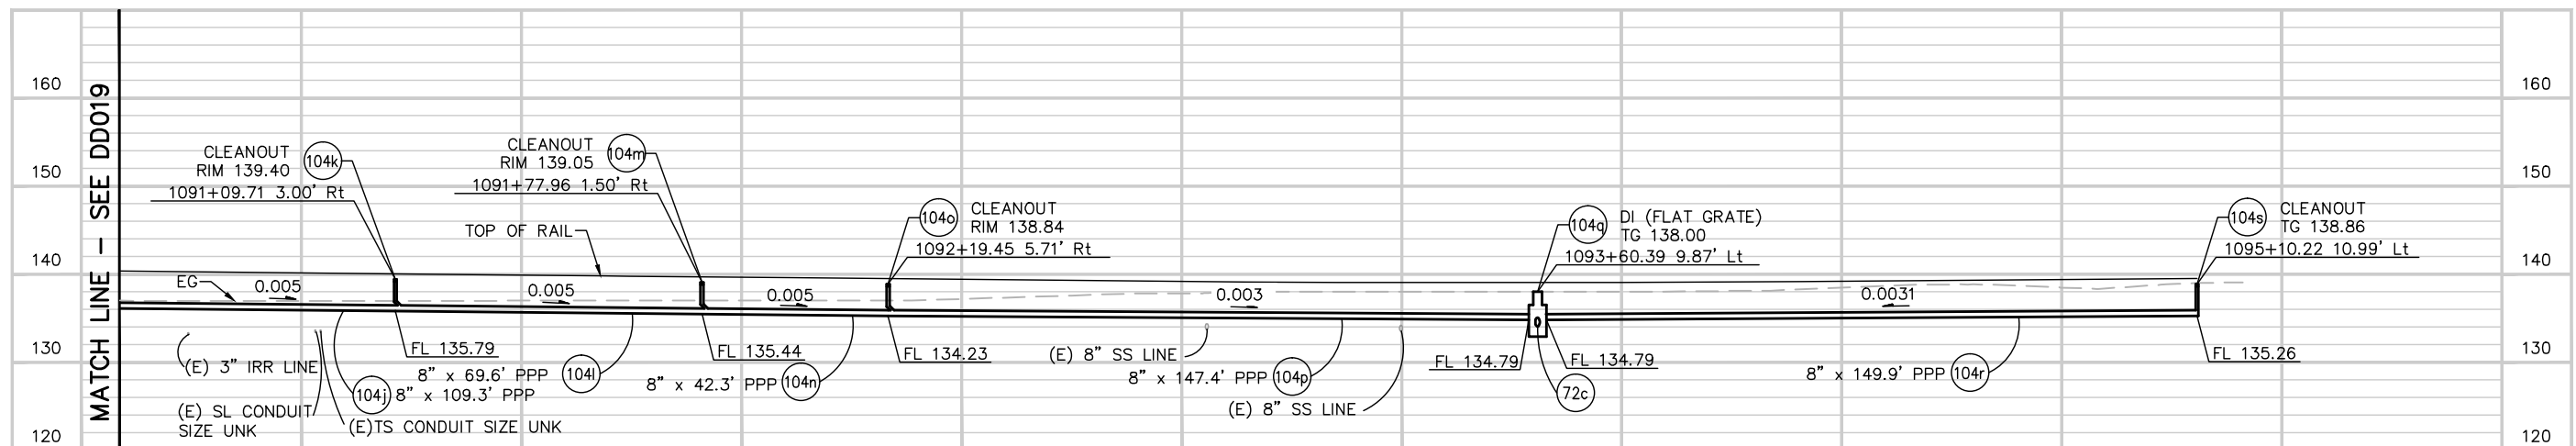 160
150
140
130
120
MATCH LINE – SEE DD019
CLEANOUT
RIM 139.40
1091+09.71 3.00' Rt
104k
CLEANOUT
RIM 139.05
1091+77.96 1.50' Rt
104m
TOP OF RAIL
104o
CLEANOUT
RIM 138.84
1092+19.45 5.71' Rt
104q
DI (FLAT GRATE)
TG 138.00
1093+60.39 9.87' Lt
104s
CLEANOUT
TG 138.86
1095+10.22 10.99' Lt
EG
0.005
0.005
0.005
0.003
0.0031
(E) 3" IRR LINE
(E) SL CONDUIT
SIZE UNK
(E)TS CONDUIT SIZE UNK
104j
8" x 109.3' PPP
FL 135.79
8" x 69.6' PPP
104l
FL 135.44
8" x 42.3' PPP
104n
FL 134.23
(E) 8" SS LINE
8" x 147.4' PPP
104p
(E) 8" SS LINE
FL 134.79
FL 134.79
72c
8" x 149.9' PPP
104r
FL 135.26
160
150
140
130
120